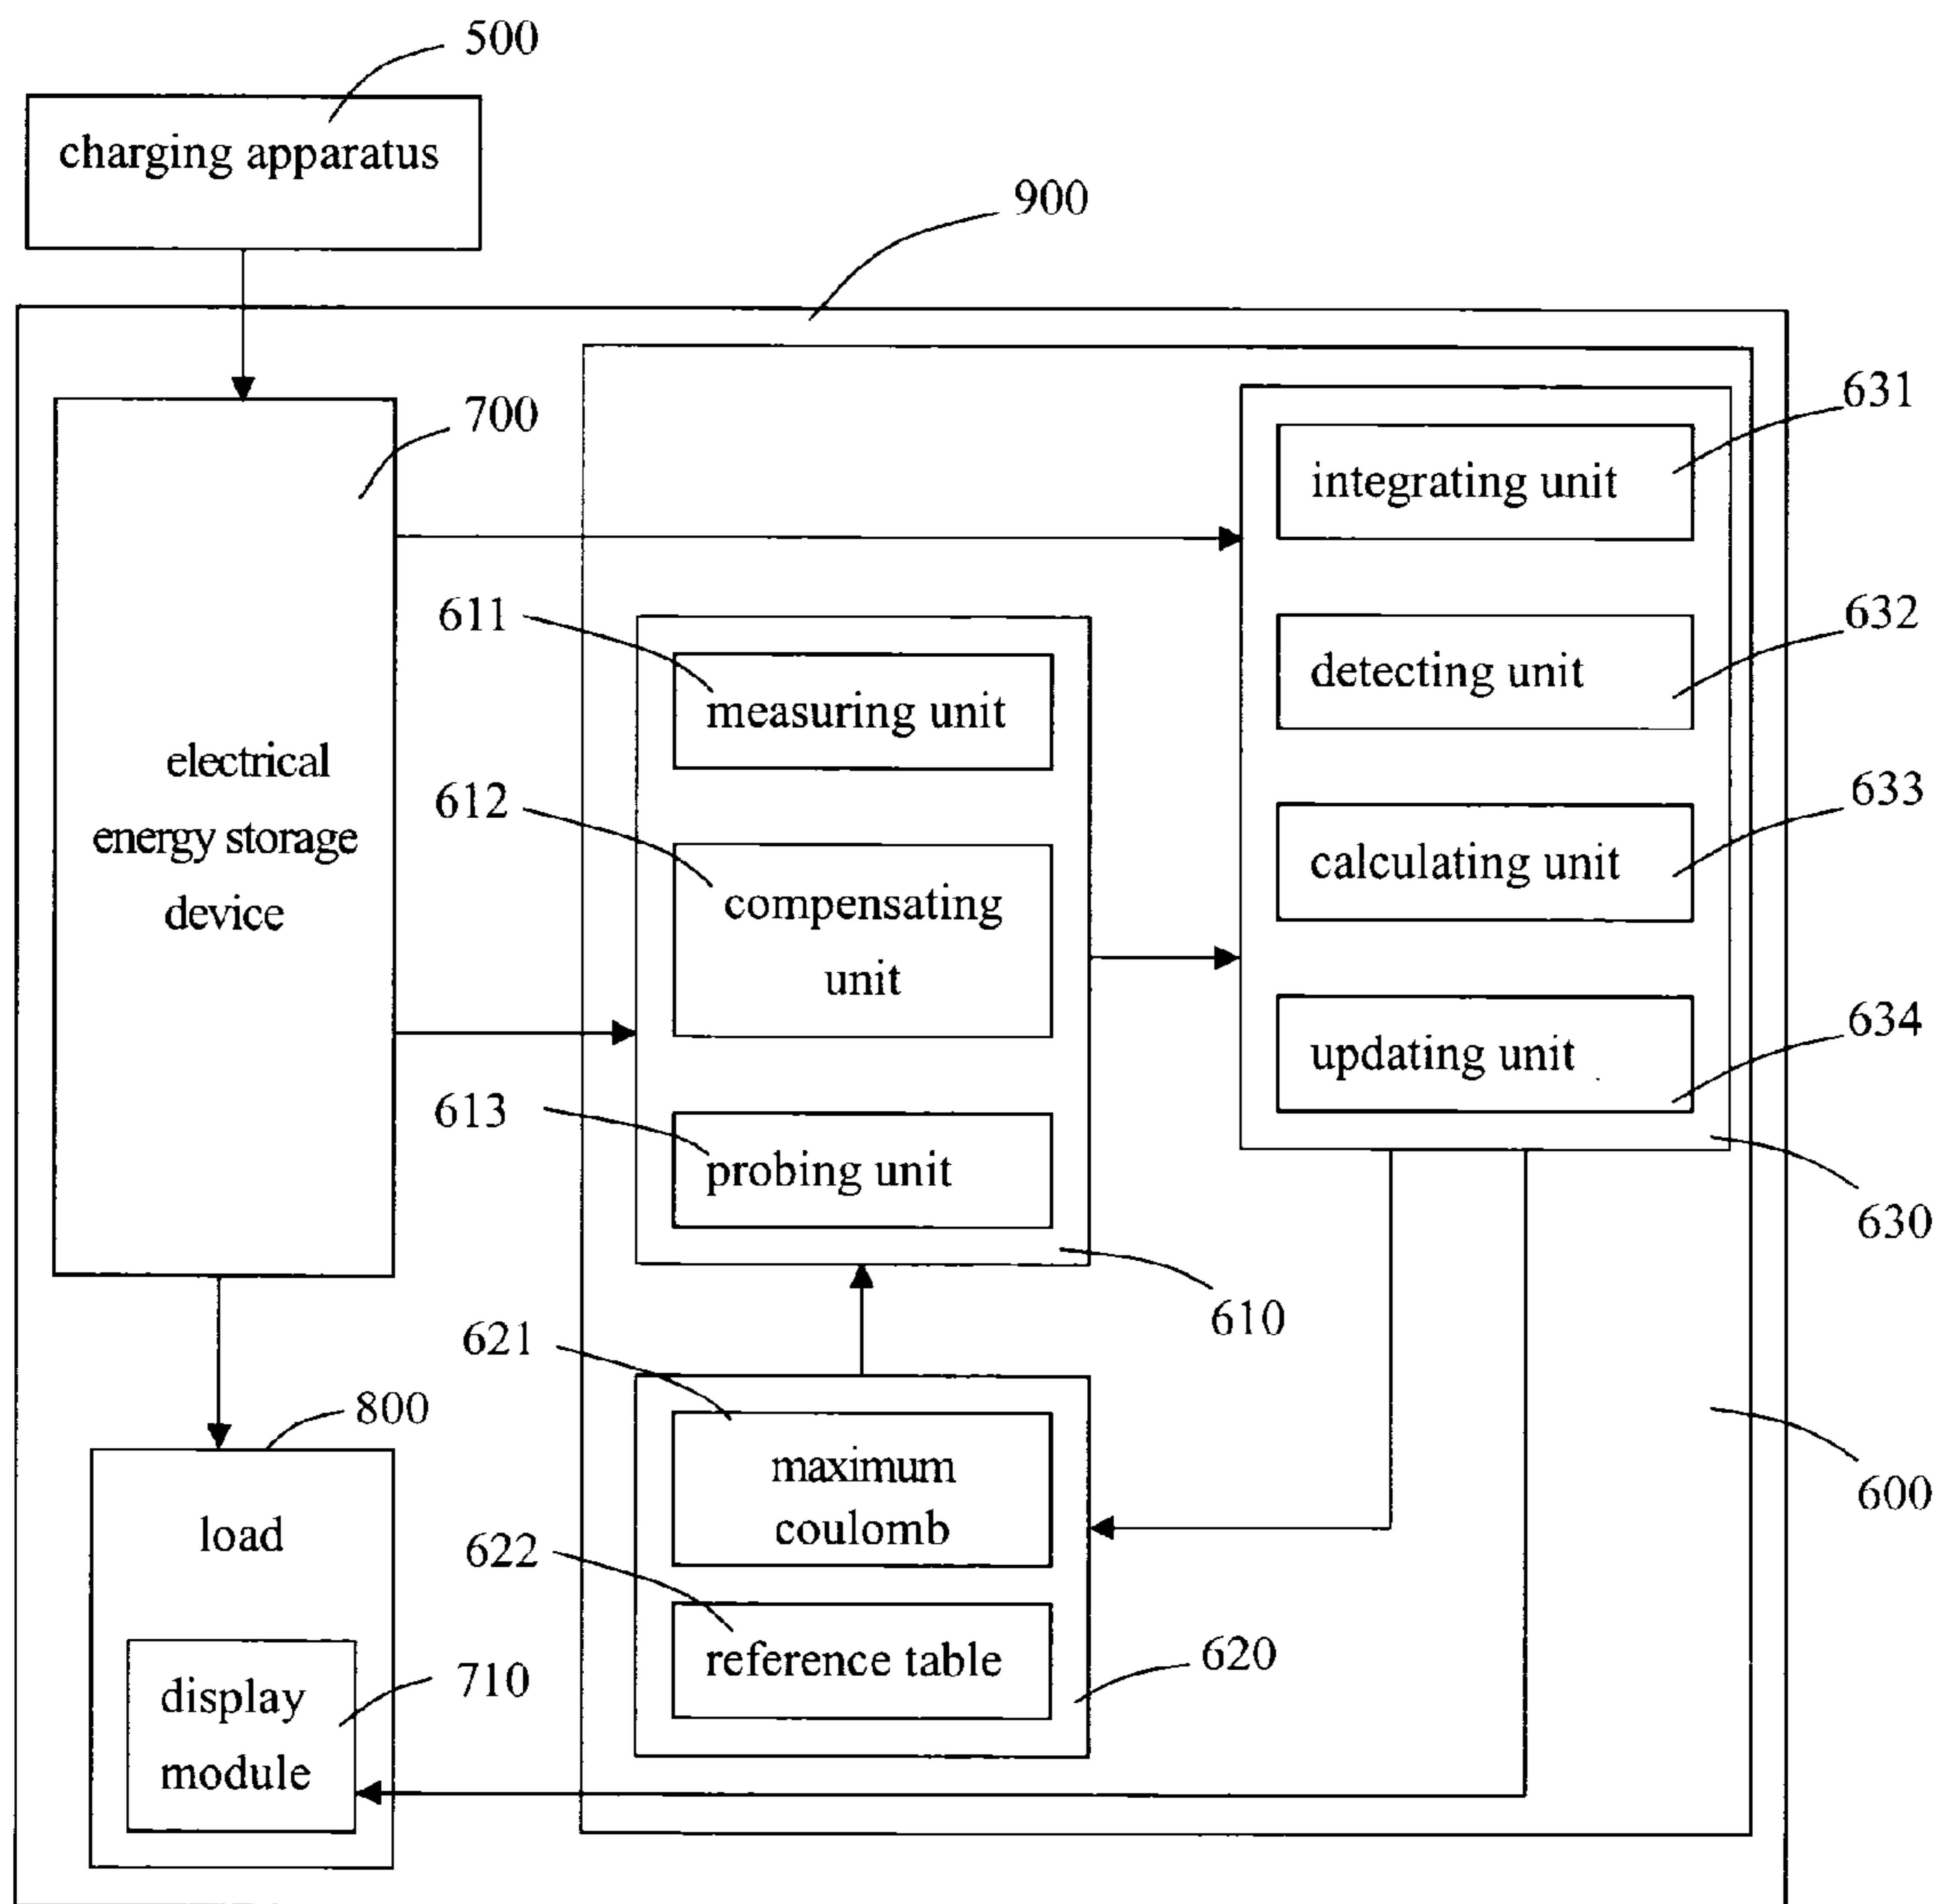 500
charging apparatus
900
700
electrical
energy storage
device
631
integrating unit
632
detecting unit
633
calculating unit
634
updating unit
630
611
measuring unit
612
compensating
unit
613
probing unit
610
621
maximum
coulomb
622
reference table
620
600
800
load
710
display
module